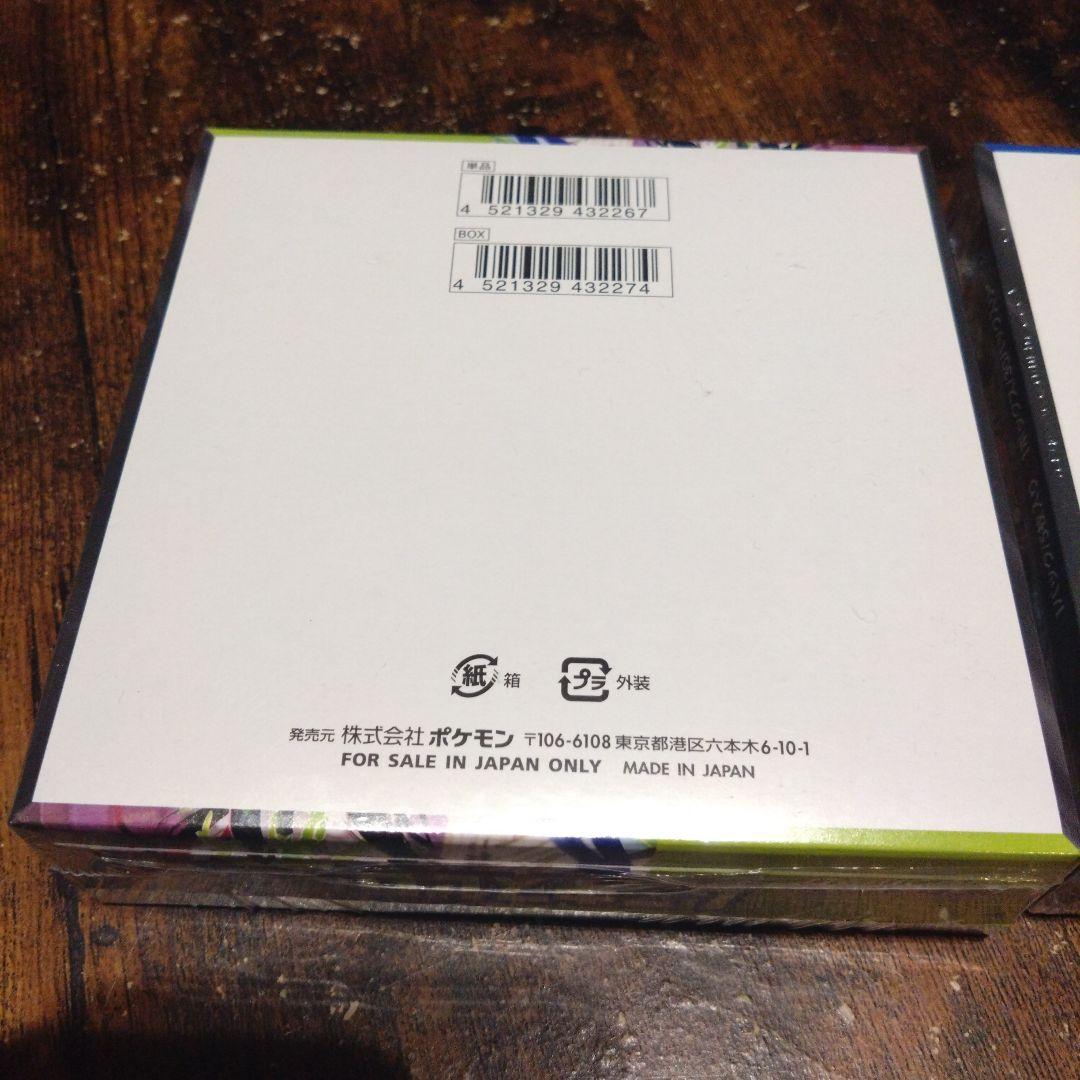 単品
4 521329 432267
BOX
4 521329 432274
紙 箱 プラ 外装
発売元 株式会社 ポケモン 〒106-6108 東京都港区六本木6-10-1
FOR SALE IN JAPAN ONLY MADE IN JAPAN